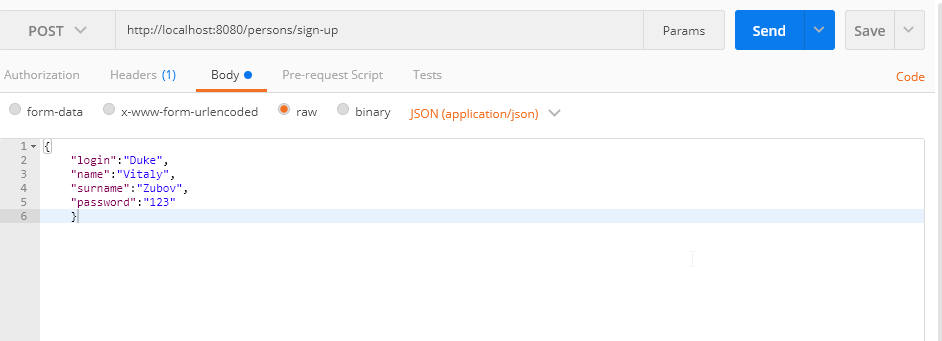 POST http://localhost:8080/persons/sign-up Params Send Save
Authorization Headers (1) Body Pre-request Script Tests Code
form-data x-www-form-urlencoded raw binary JSON (application/json)
1 {
2 "login":"Duke",
3 "name":"Vitaly",
4 "surname":"Zubov",
5 "password":"123"
6 }